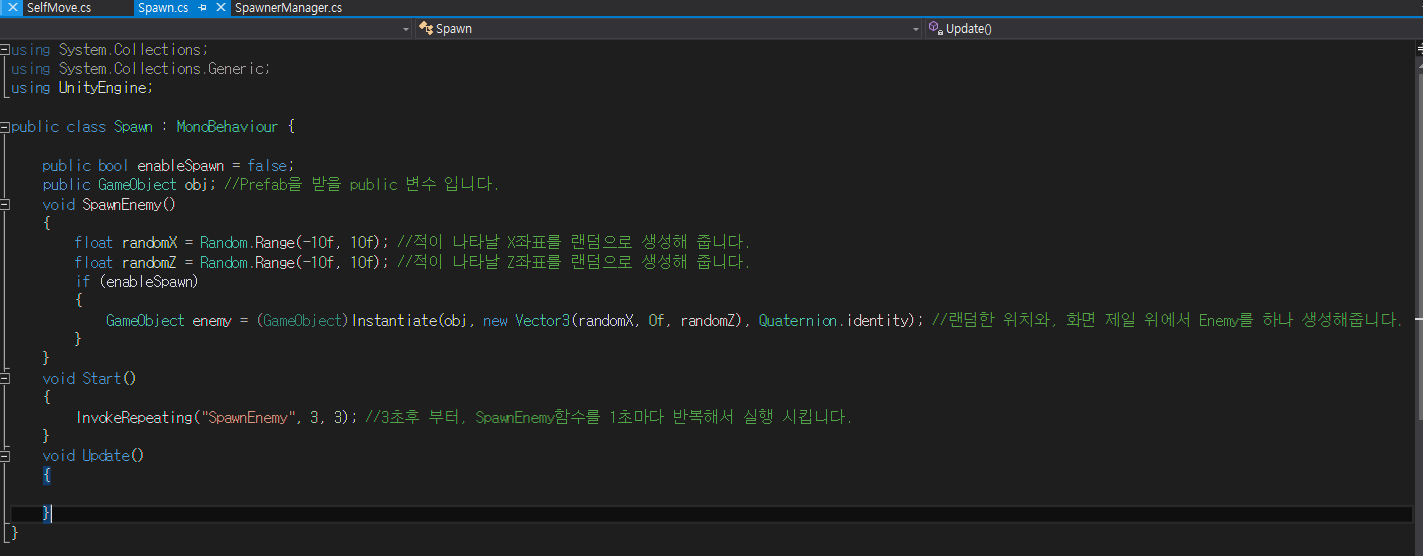 SelfMove.cs Spawn.cs SpawnerManager.cs
Spawn Update()
using System.Collections;
using System.Collections.Generic;
using UnityEngine;
public class Spawn : MonoBehaviour {
public bool enableSpawn = false;
public GameObject obj; //Prefab을 받을 public 변수 입니다.
void SpawnEnemy()
{
float randomX = Random.Range(-10f, 10f); //적이 나타날 X좌표를 랜덤으로 생성해 줍니다.
float randomZ = Random.Range(-10f, 10f); //적이 나타날 Z좌표를 랜덤으로 생성해 줍니다.
if (enableSpawn)
{
GameObject enemy = (GameObject)Instantiate(obj, new Vector3(randomX, 0f, randomZ), Quaternion.identity); //랜덤한 위치와, 화면 제일 위에서 Enemy를 하나 생성해줍니다.
}
}
void Start()
{
InvokeRepeating("SpawnEnemy", 3, 3); //3초후 부터, SpawnEnemy함수를 1초마다 반복해서 실행 시킵니다.
}
void Update()
{
}
}